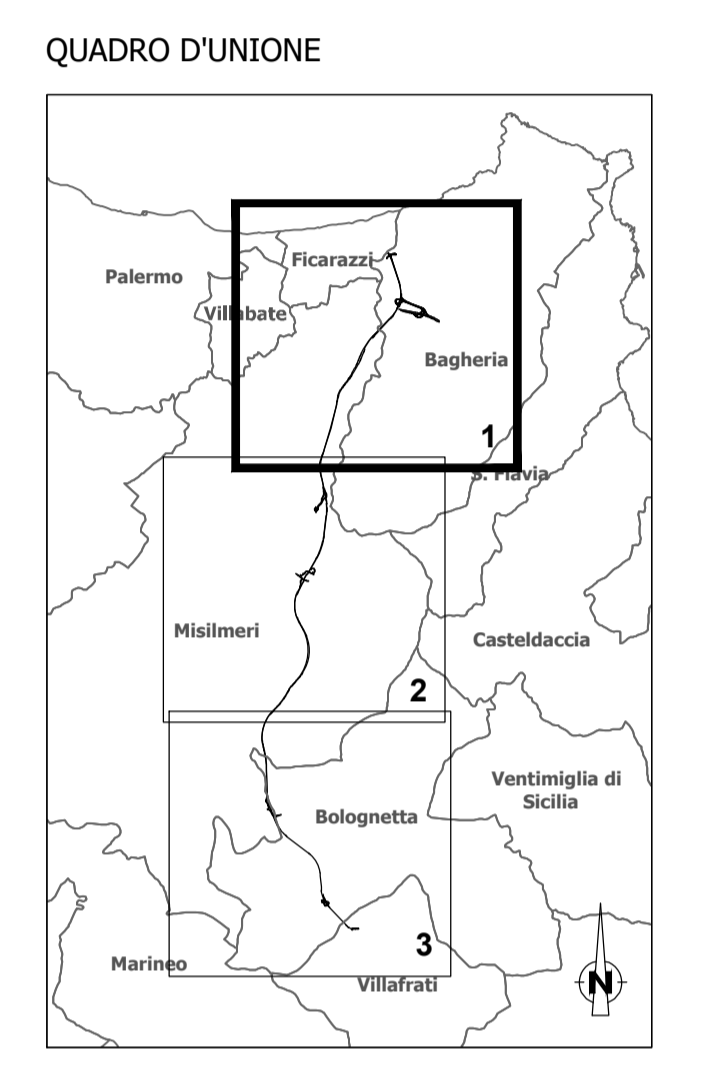 QUADRO D'UNIONE
Ficarazzi
Palermo
Villabate
Bagheria
1
S. Flavia
Misilmeri
Casteldaccia
2
Ventimiglia di
Sicilia
Bolognetta
3
Marineo
Villafrati
N